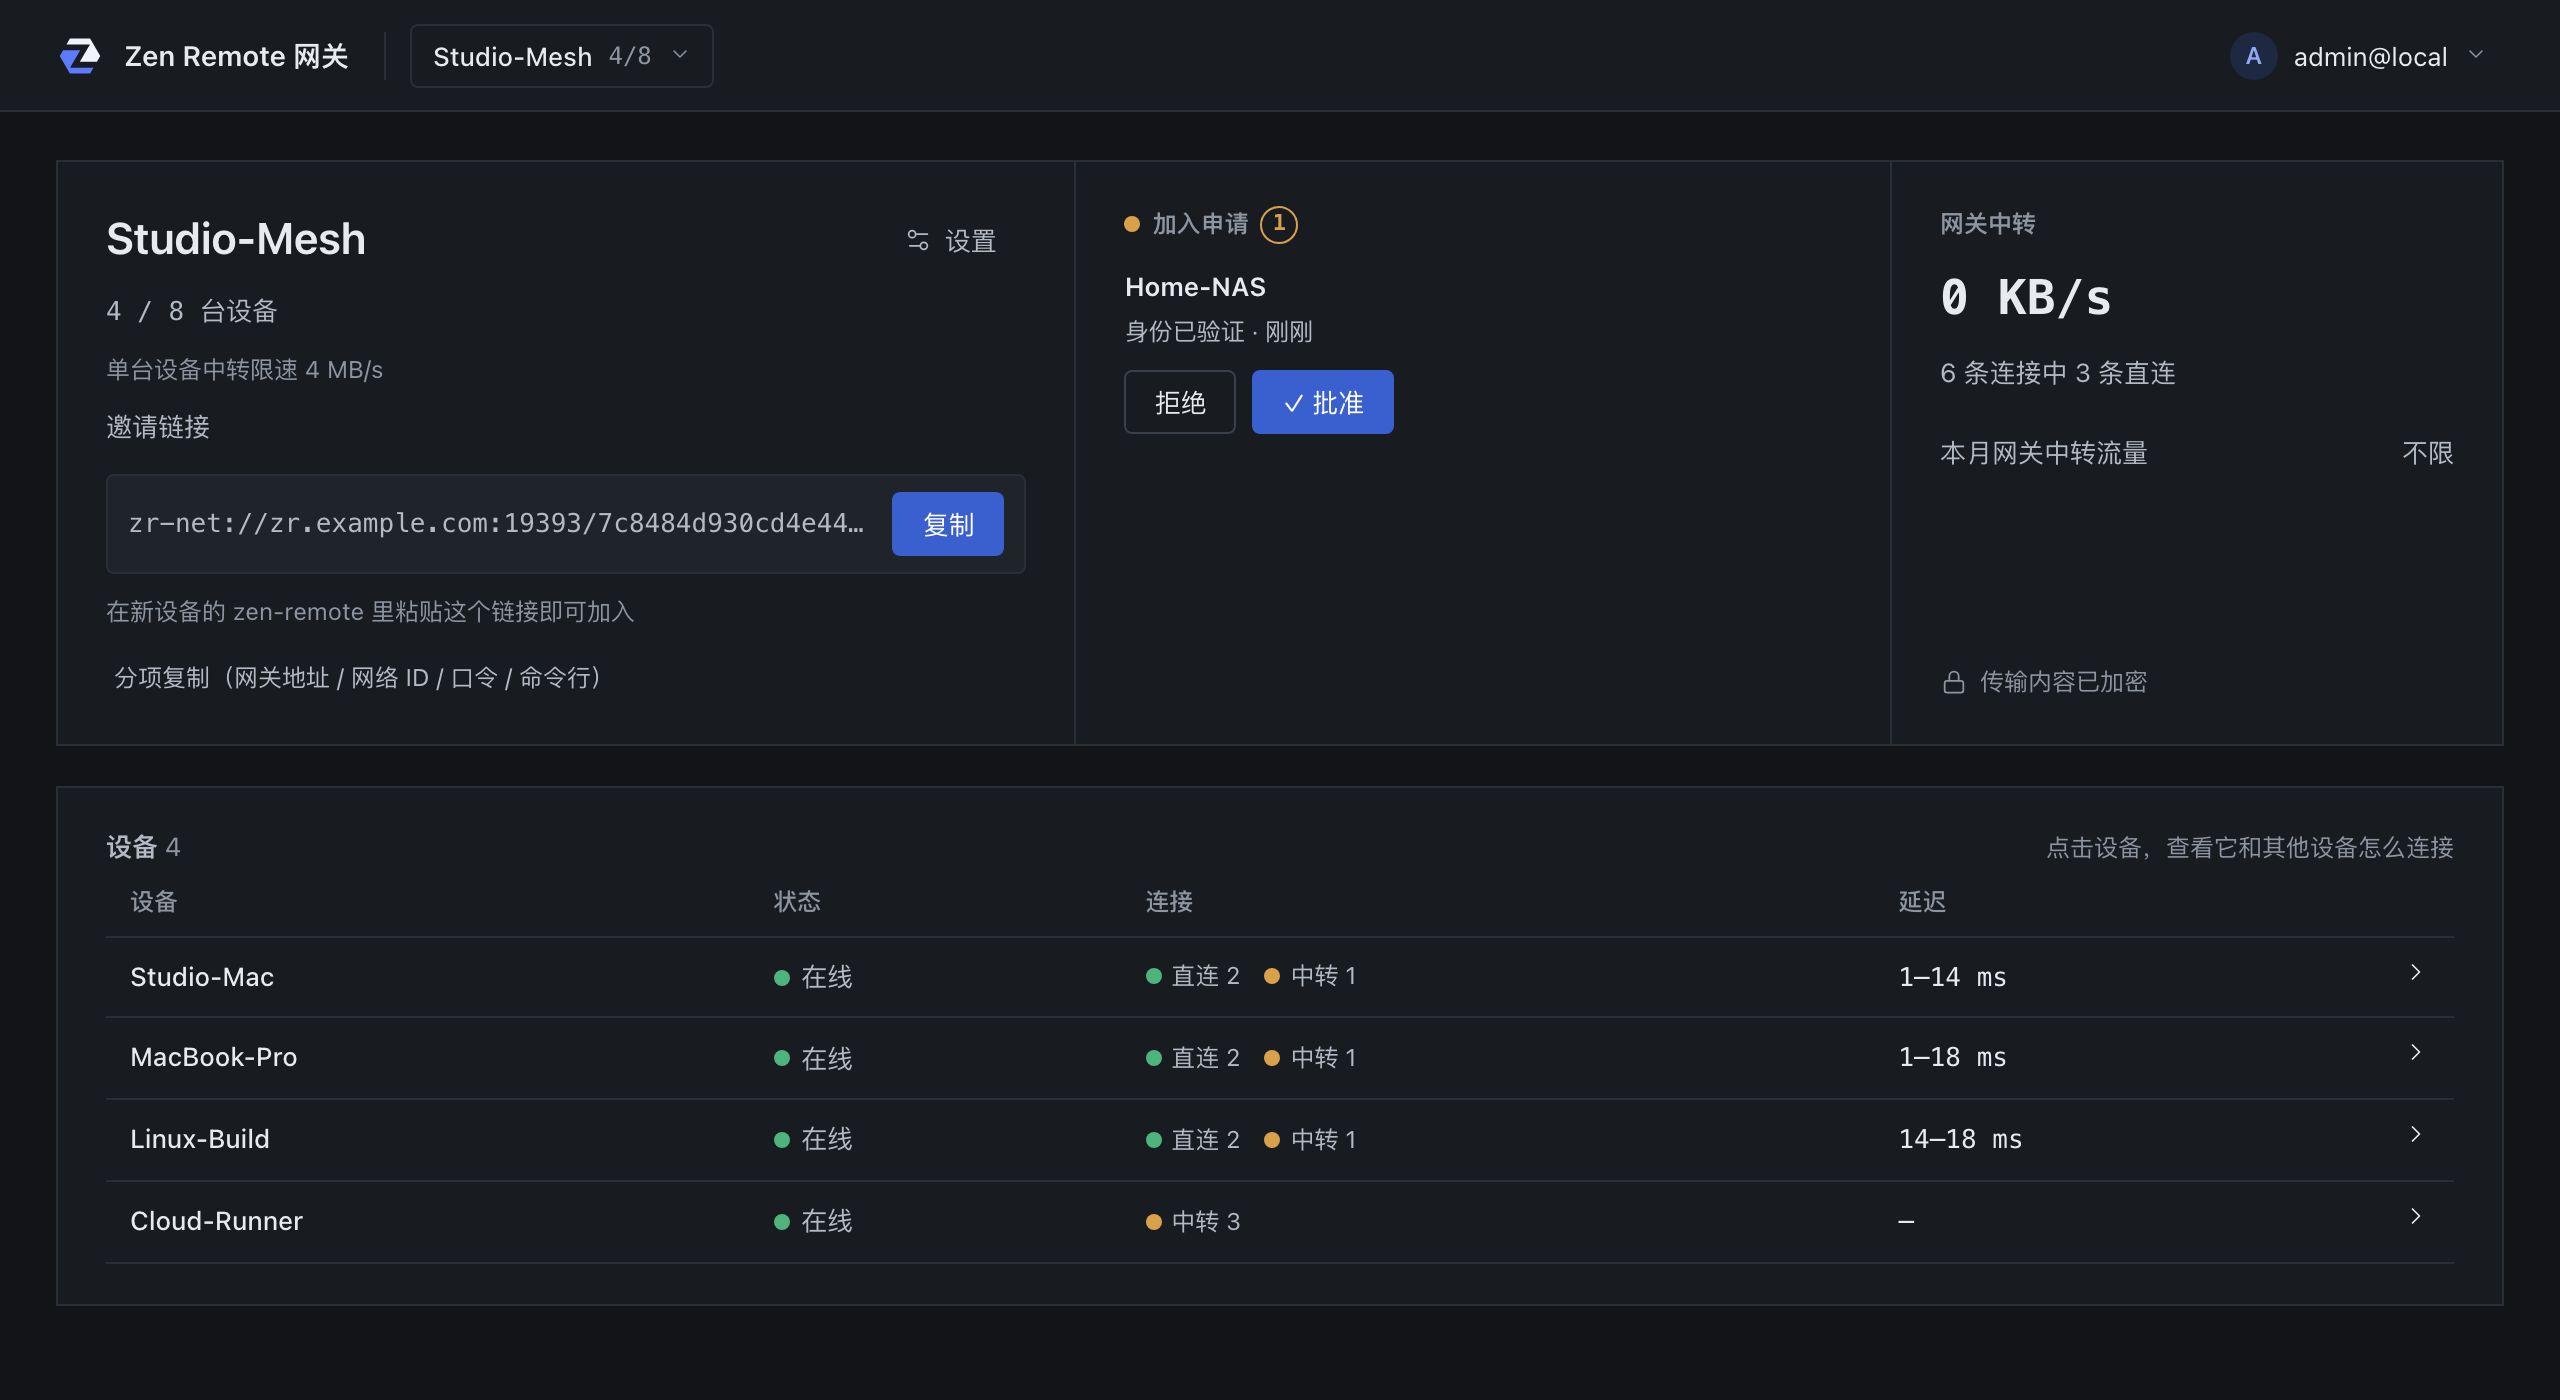 Zen Remote 网关
Studio-Mesh 4/8
A admin@local
Studio-Mesh
设置
4 / 8 台设备
单台设备中转限速 4 MB/s
邀请链接
zr-net://zr.example.com:19393/7c8484d930cd4e44…
复制
在新设备的 zen-remote 里粘贴这个链接即可加入
分项复制（网关地址 / 网络 ID / 口令 / 命令行）
加入申请 1
Home-NAS
身份已验证 · 刚刚
拒绝
✓ 批准
网关中转
0 KB/s
6 条连接中 3 条直连
本月网关中转流量 不限
传输内容已加密
设备 4
点击设备，查看它和其他设备怎么连接
设备 状态 连接 延迟
Studio-Mac 在线 直连 2 中转 1 1–14 ms
MacBook-Pro 在线 直连 2 中转 1 1–18 ms
Linux-Build 在线 直连 2 中转 1 14–18 ms
Cloud-Runner 在线 中转 3 –